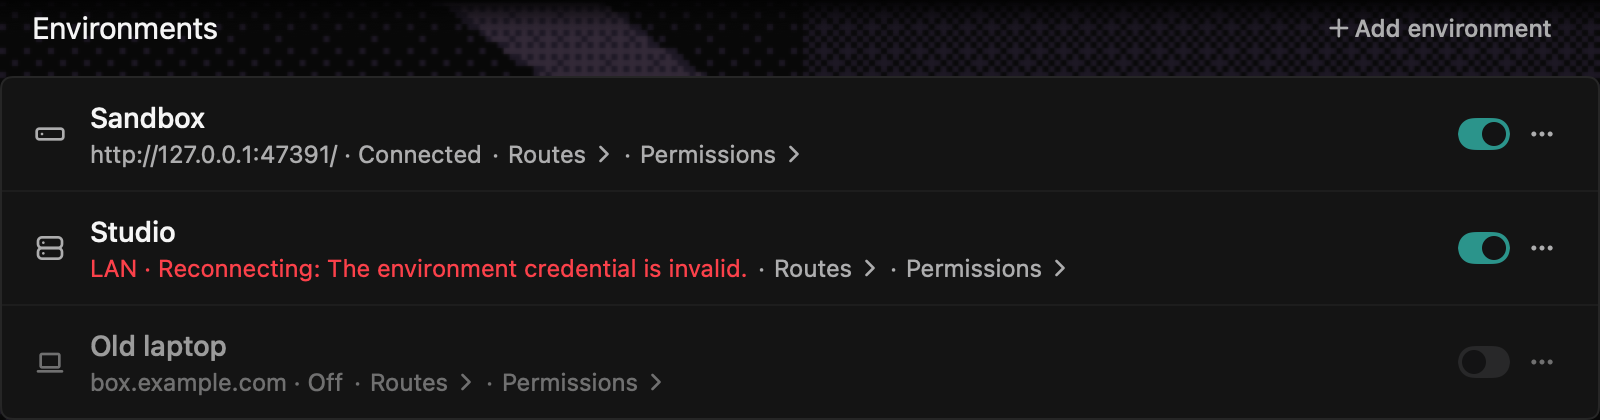 Environments
+ Add environment
Sandbox
http://127.0.0.1:47391/ · Connected · Routes > · Permissions >
Studio
LAN · Reconnecting: The environment credential is invalid. · Routes > · Permissions >
Old laptop
box.example.com · Off · Routes > · Permissions >